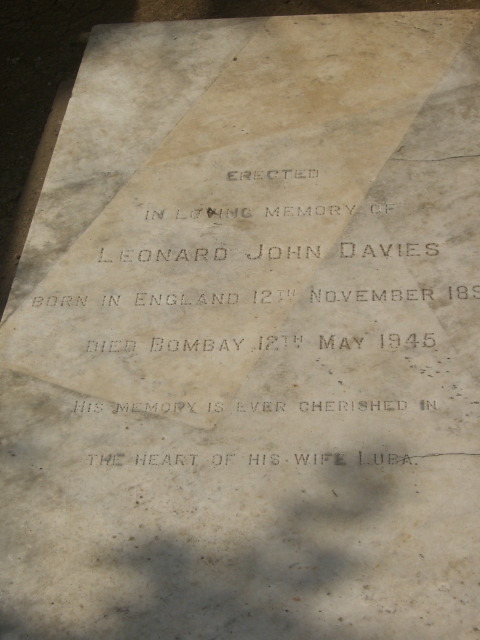 ERECTED
IN LOVING MEMORY OF
LEONARD JOHN DAVIES
BORN IN ENGLAND 12TH NOVEMBER
DIED BOMBAY 12TH MAY 1945
HIS MEMORY IS EVER CHERISHED IN
THE HEART OF HIS WIFE LUBA.